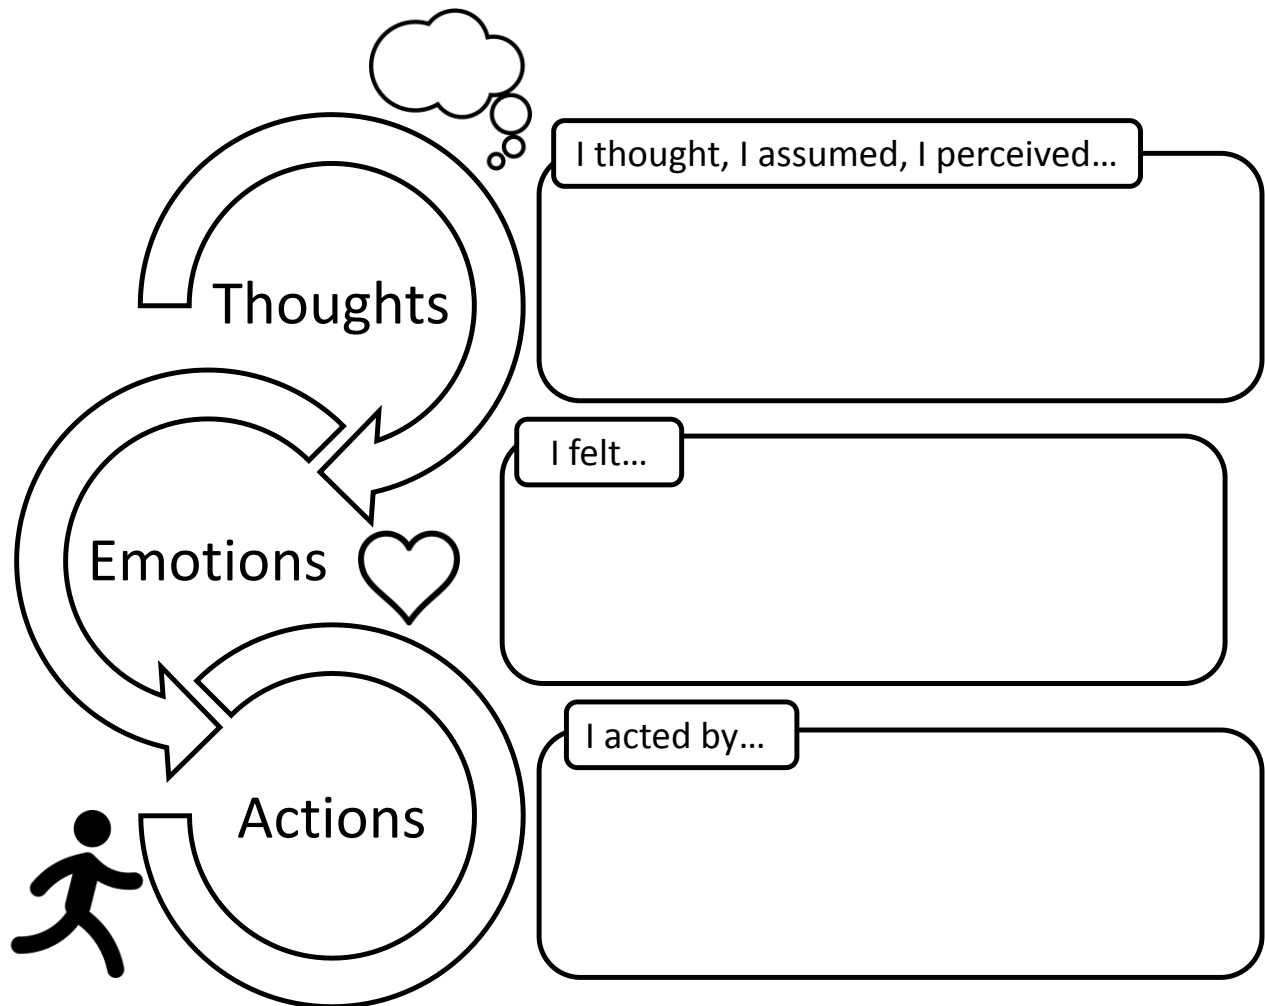 I thought, I assumed, I perceived…
Thoughts
I felt…
Emotions
I acted by…
Actions